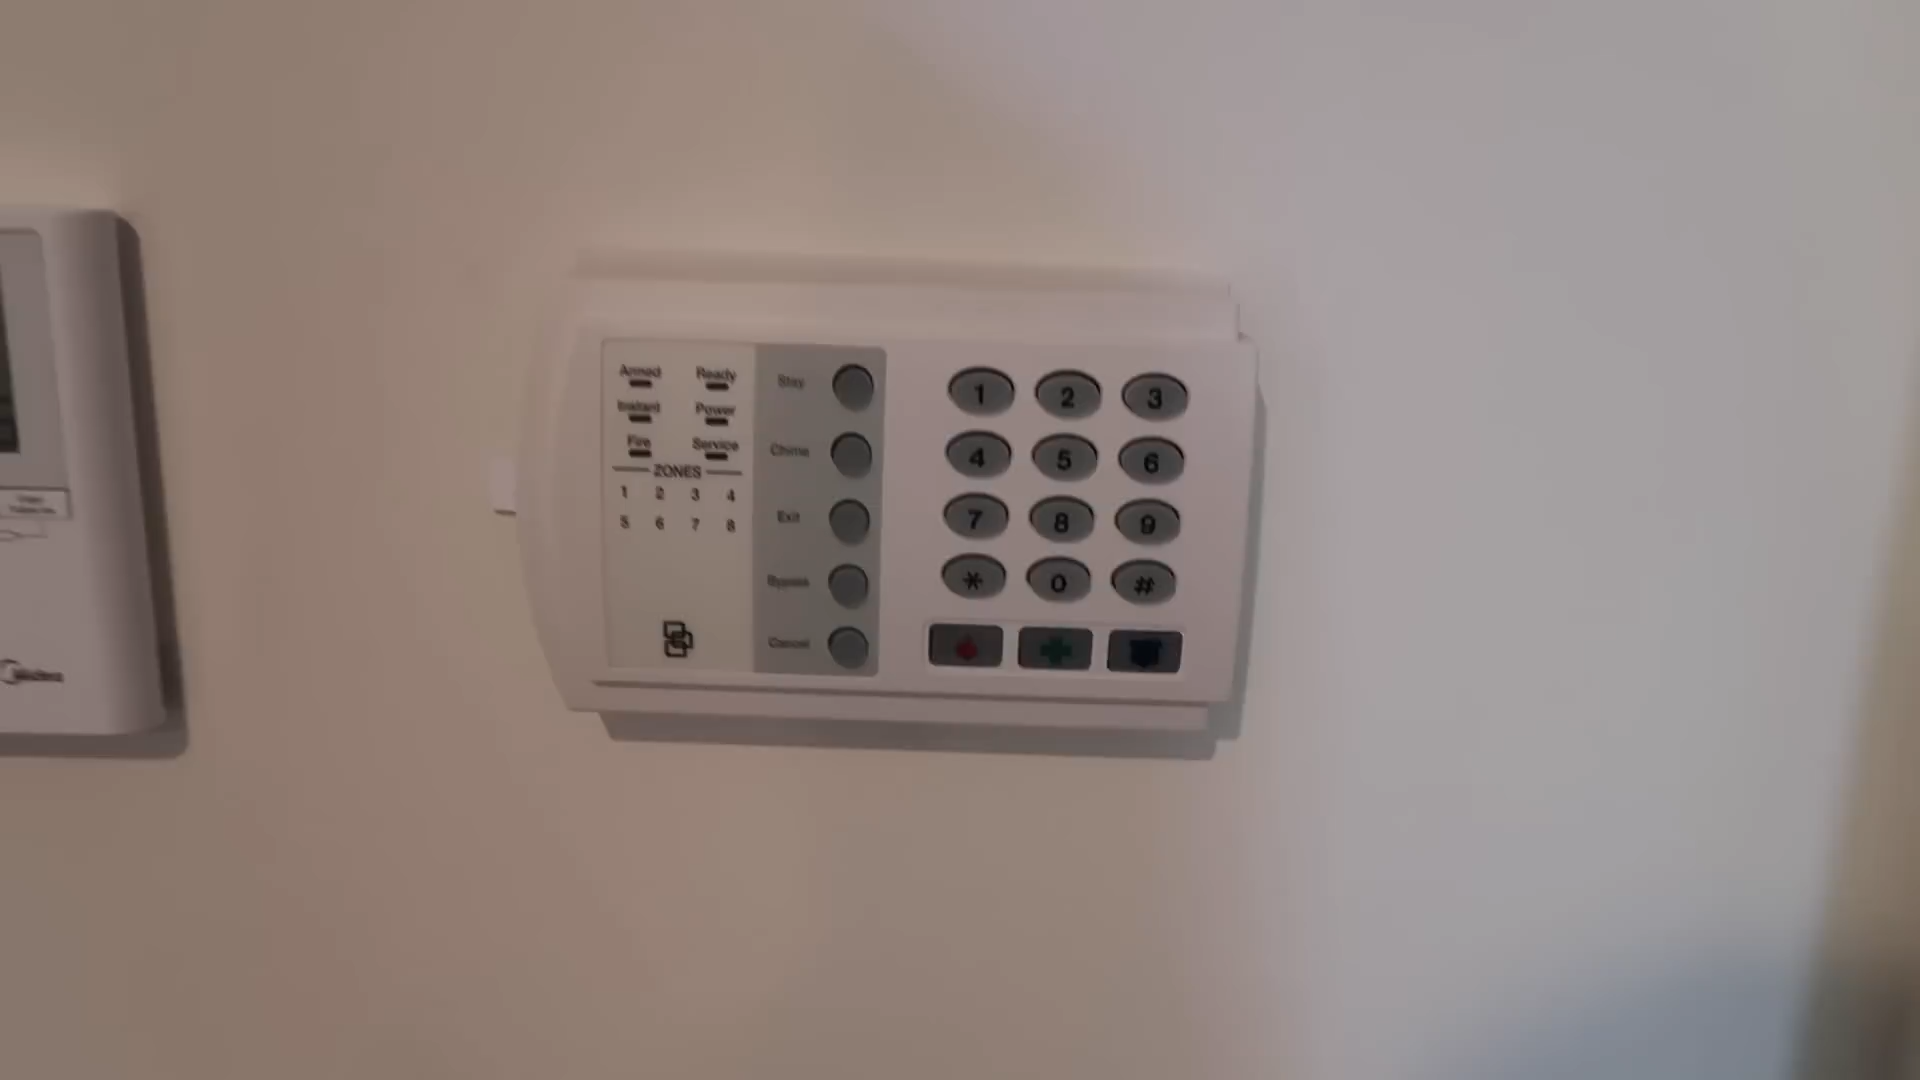 Armed Ready
Instant Power
Fire Service
ZONES
1 2 3 4
5 6 7 8
Stay
Chime
Exit
Bypass
Cancel
1 2 3
4 5 6
7 8 9
* 0 #
Midea